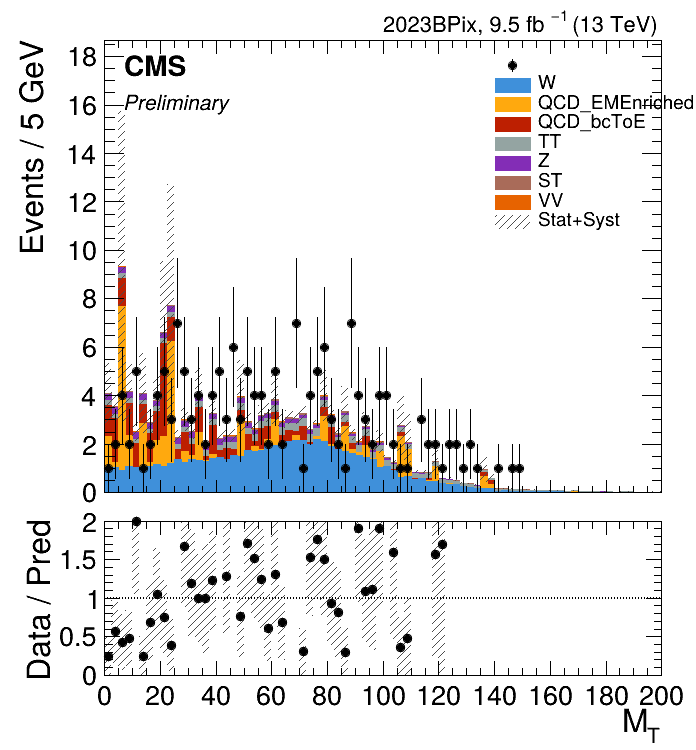 2023BPix, 9.5 fb⁻¹ (13 TeV)
CMS
Preliminary
W
QCD_EMEnriched
QCD_bcToE
TT
Z
ST
VV
Stat+Syst
Events / 5 GeV
18
16
14
12
10
8
6
4
2
0
Data / Pred
2
1.5
1
0.5
0
0 20 40 60 80 100 120 140 160 180 200
M_T